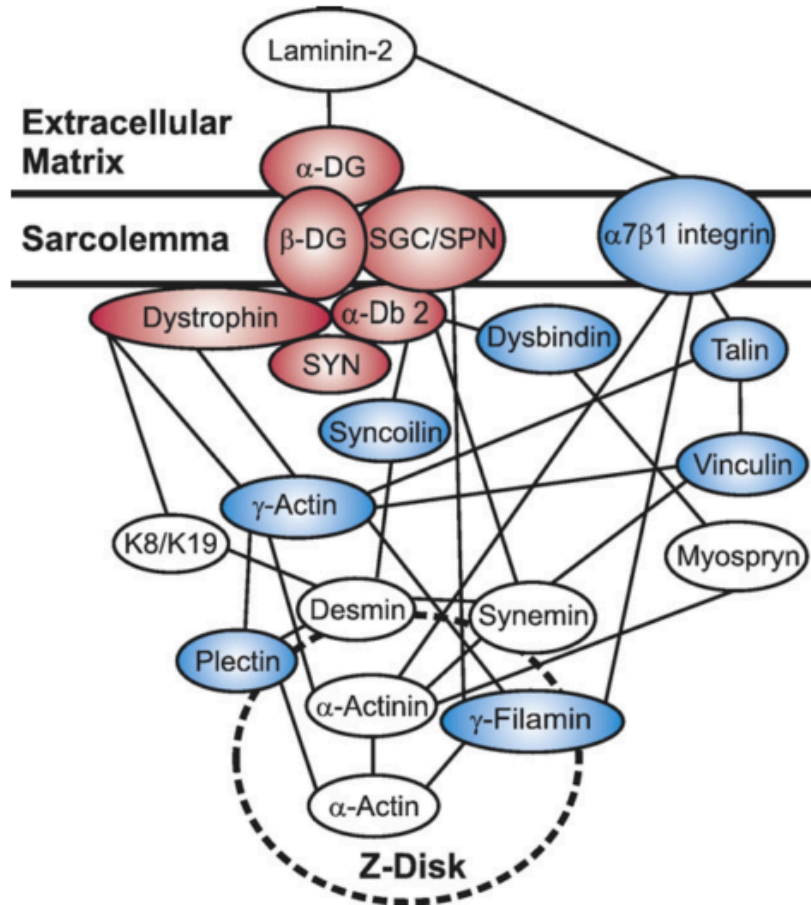 Laminin-2
Extracellular
Matrix
α-DG
Sarcolemma
β-DG
SGC/SPN
α7β1 integrin
Dystrophin
α-Db 2
Dysbindin
Talin
SYN
Syncoilin
Vinculin
γ-Actin
K8/K19
Myospryn
Desmin
Synemin
Plectin
α-Actinin
γ-Filamin
α-Actin
Z-Disk